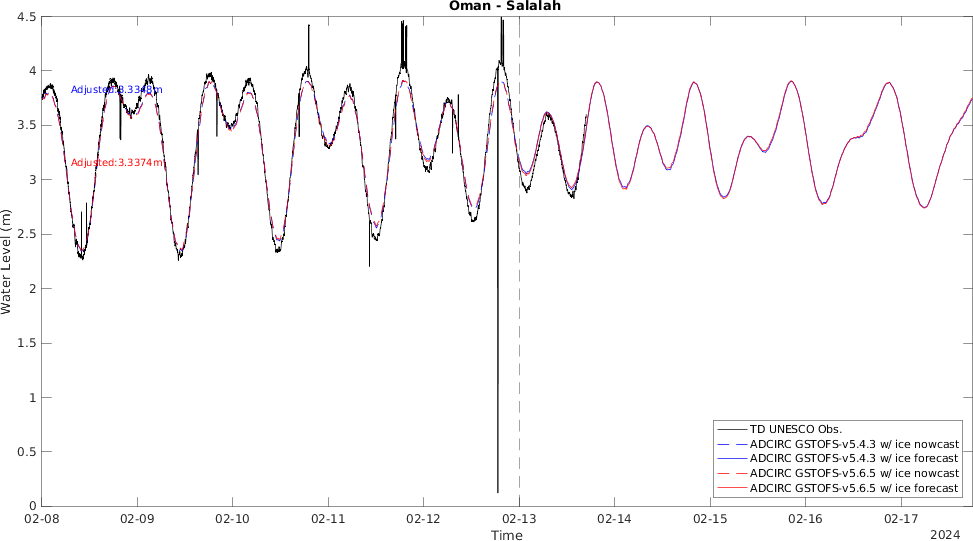 Oman - Salalah
4.5
4
3.5
3
2.5
2
1.5
1
0.5
0
Water Level (m)
Adjusted:3.3348m
Adjusted:3.3374m
TD UNESCO Obs.
ADCIRC GSTOFS-v5.4.3 w/ ice nowcast
ADCIRC GSTOFS-v5.4.3 w/ ice forecast
ADCIRC GSTOFS-v5.6.5 w/ ice nowcast
ADCIRC GSTOFS-v5.6.5 w/ ice forecast
02-08 02-09 02-10 02-11 02-12 02-13 02-14 02-15 02-16 02-17
Time
2024